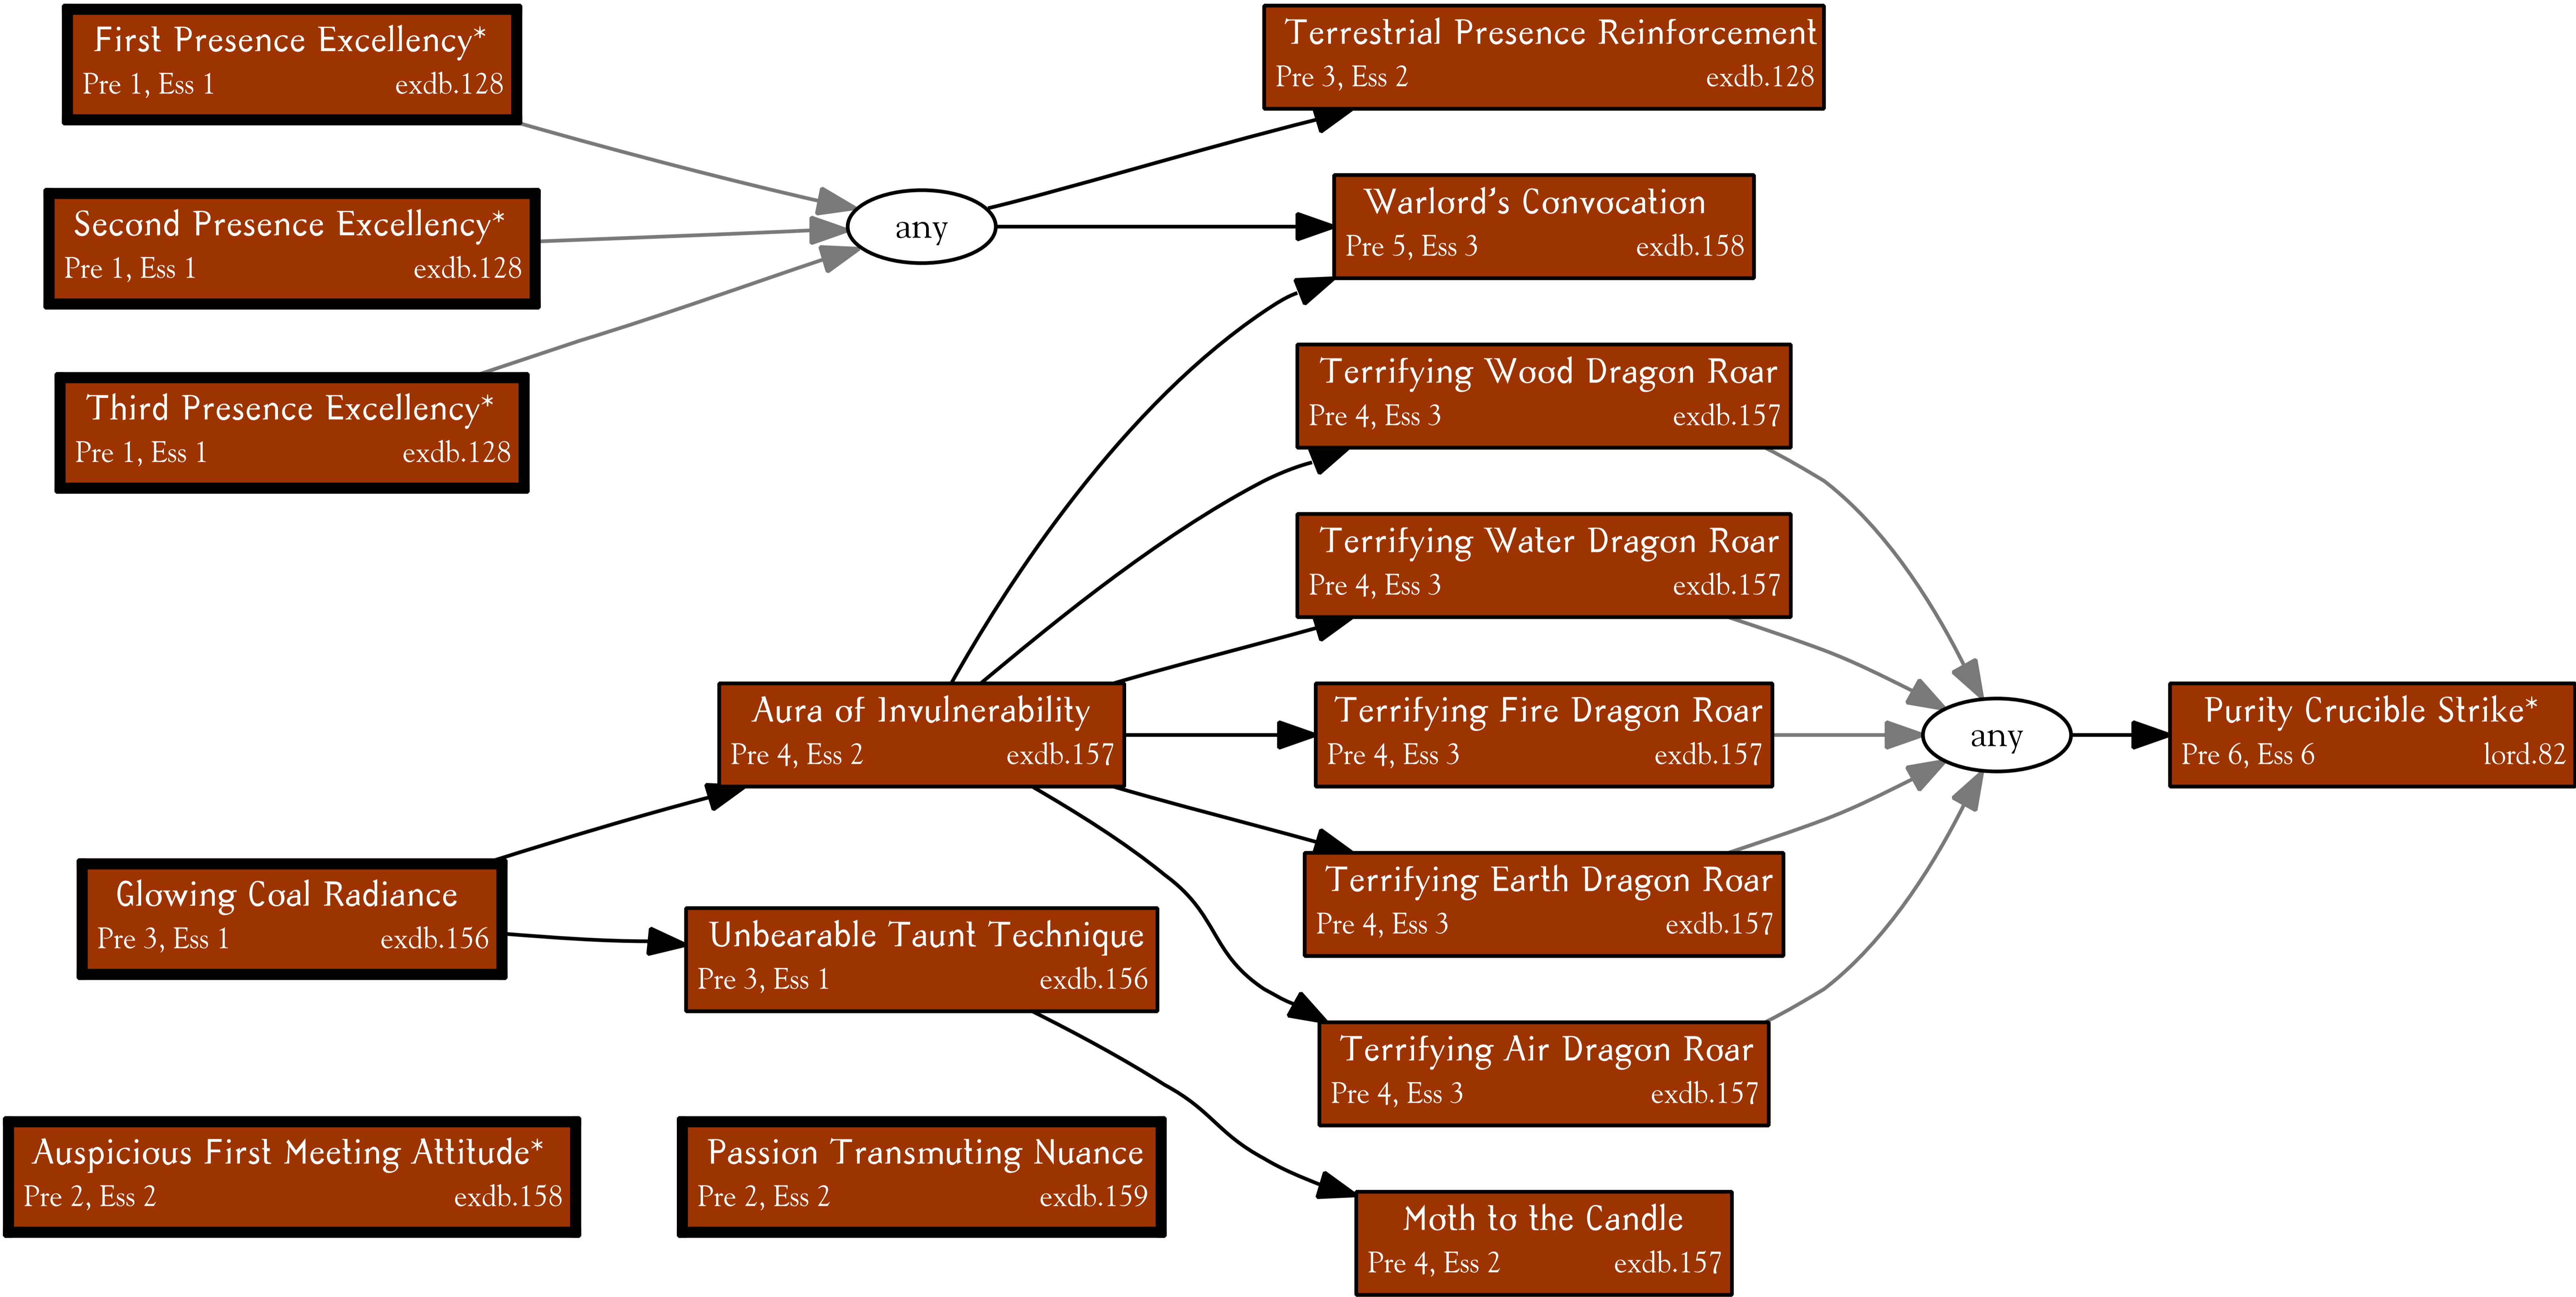 First Presence Excellency*
Pre 1, Ess 1 exdb.128
Second Presence Excellency*
Pre 1, Ess 1 exdb.128
Third Presence Excellency*
Pre 1, Ess 1 exdb.128
any
Terrestrial Presence Reinforcement
Pre 3, Ess 2 exdb.128
Warlord's Convocation
Pre 5, Ess 3 exdb.158
Terrifying Wood Dragon Roar
Pre 4, Ess 3 exdb.157
Terrifying Water Dragon Roar
Pre 4, Ess 3 exdb.157
Aura of Invulnerability
Pre 4, Ess 2 exdb.157
Terrifying Fire Dragon Roar
Pre 4, Ess 3 exdb.157
any
Purity Crucible Strike*
Pre 6, Ess 6 lord.82
Glowing Coal Radiance
Pre 3, Ess 1 exdb.156
Unbearable Taunt Technique
Pre 3, Ess 1 exdb.156
Terrifying Earth Dragon Roar
Pre 4, Ess 3 exdb.157
Terrifying Air Dragon Roar
Pre 4, Ess 3 exdb.157
Auspicious First Meeting Attitude*
Pre 2, Ess 2 exdb.158
Passion Transmuting Nuance
Pre 2, Ess 2 exdb.159
Moth to the Candle
Pre 4, Ess 2 exdb.157